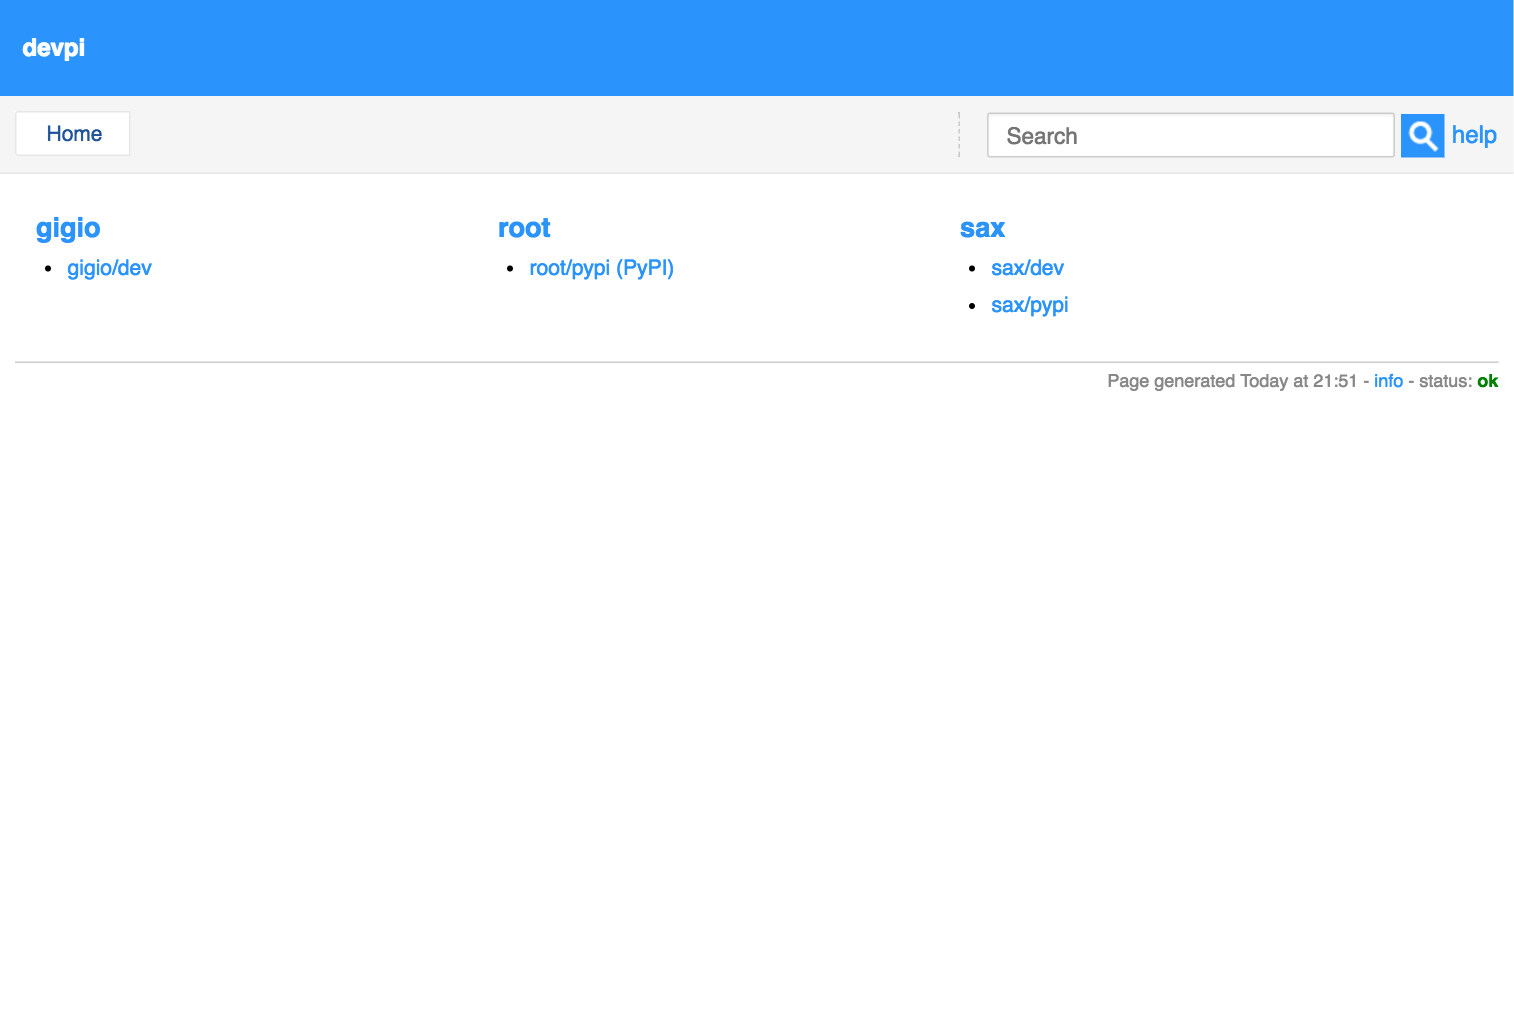 devpi
Home
Search
help
gigio
gigio/dev
root
root/pypi (PyPI)
sax
sax/dev
sax/pypi
Page generated Today at 21:51 - info - status: ok